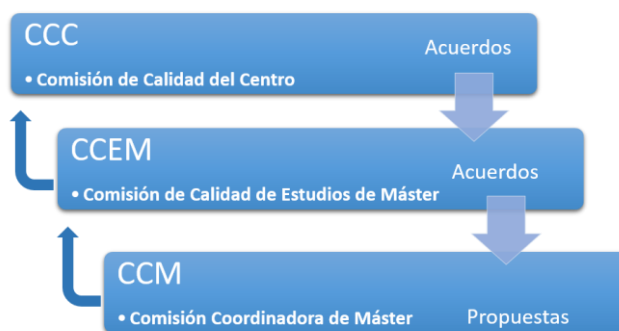 CCC
Acuerdos
• Comisión de Calidad del Centro
CCEM
Acuerdos
• Comisión de Calidad de Estudios de Máster
CCM
• Comisión Coordinadora de Máster
Propuestas